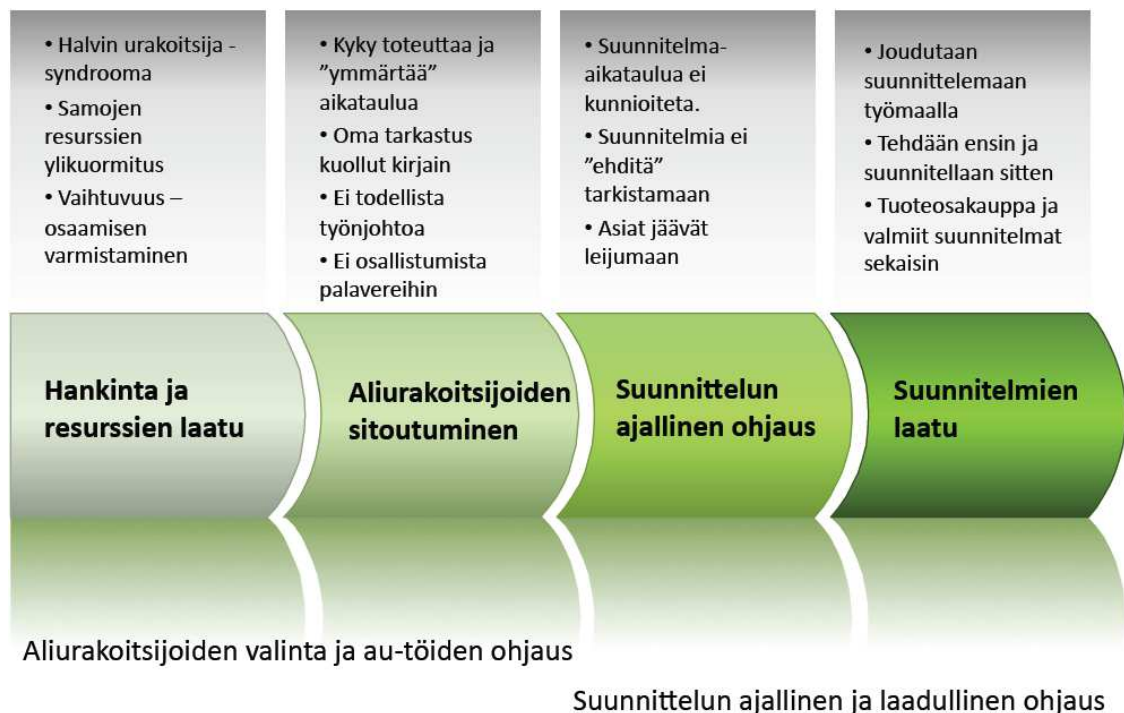 • Halvin urakoitsija -
syndrooma
• Samojen
resurssien
ylikuormitus
• Vaihtuvuus –
osaamisen
varmistaminen
• Kyky toteuttaa ja
”ymmärtää”
aikataulua
• Oma tarkastus
kuollut kirjain
• Ei todellista
työnjohtoa
• Ei osallistumista
palavereihin
• Suunnitelma-
aikataulua ei
kunnioiteta.
• Suunnitelmia ei
”ehditä”
tarkistamaan
• Asiat jäävät
leijumaan
• Joudutaan
suunnittelemaan
työmaalla
• Tehdään ensin ja
suunnitellaan sitten
• Tuoteosakauppa ja
valmiit suunnitelmat
sekaisin
Hankinta ja
resurssien laatu
Aliurakoitsijoiden
sitoutuminen
Suunnittelun
ajallinen ohjaus
Suunnitelmien
laatu
Aliurakoitsijoiden valinta ja au-töiden ohjaus
Suunnittelun ajallinen ja laadullinen ohjaus